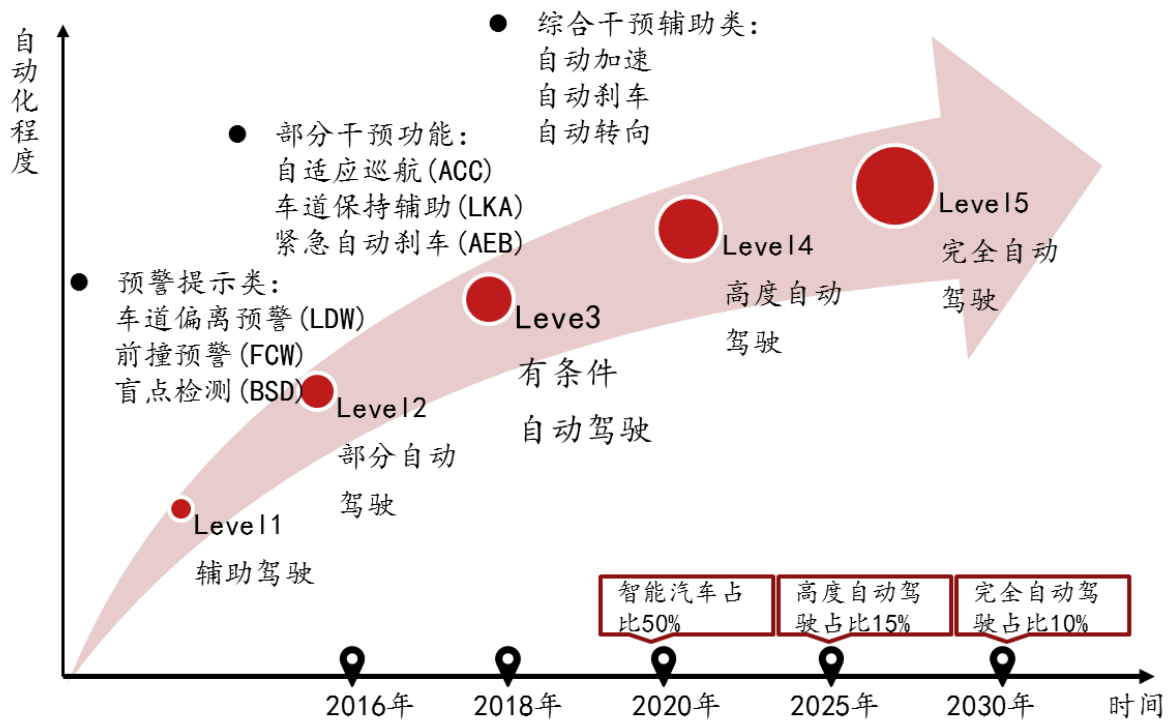 自动化程度
● 综合干预辅助类:
自动加速
自动刹车
自动转向
● 部分干预功能:
自适应巡航(ACC)
车道保持辅助(LKA)
紧急自动刹车(AEB)
● 预警提示类:
车道偏离预警(LDW)
前撞预警(FCW)
盲点检测(BSD)
Level1
辅助驾驶
Level2
部分自动
驾驶
Leve3
有条件
自动驾驶
Level4
高度自动
驾驶
Level5
完全自动
驾驶
智能汽车占
比50%
高度自动驾
驶占比15%
完全自动驾
驶占比10%
2016年
2018年
2020年
2025年
2030年
时间